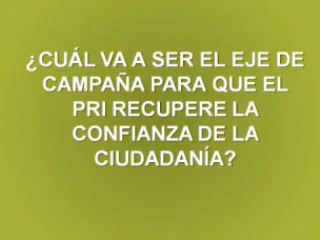 ¿CUÁL VA A SER EL EJE DE
CAMPAÑA PARA QUE EL
PRI RECUPERE LA
CONFIANZA DE LA
CIUDADANÍA?